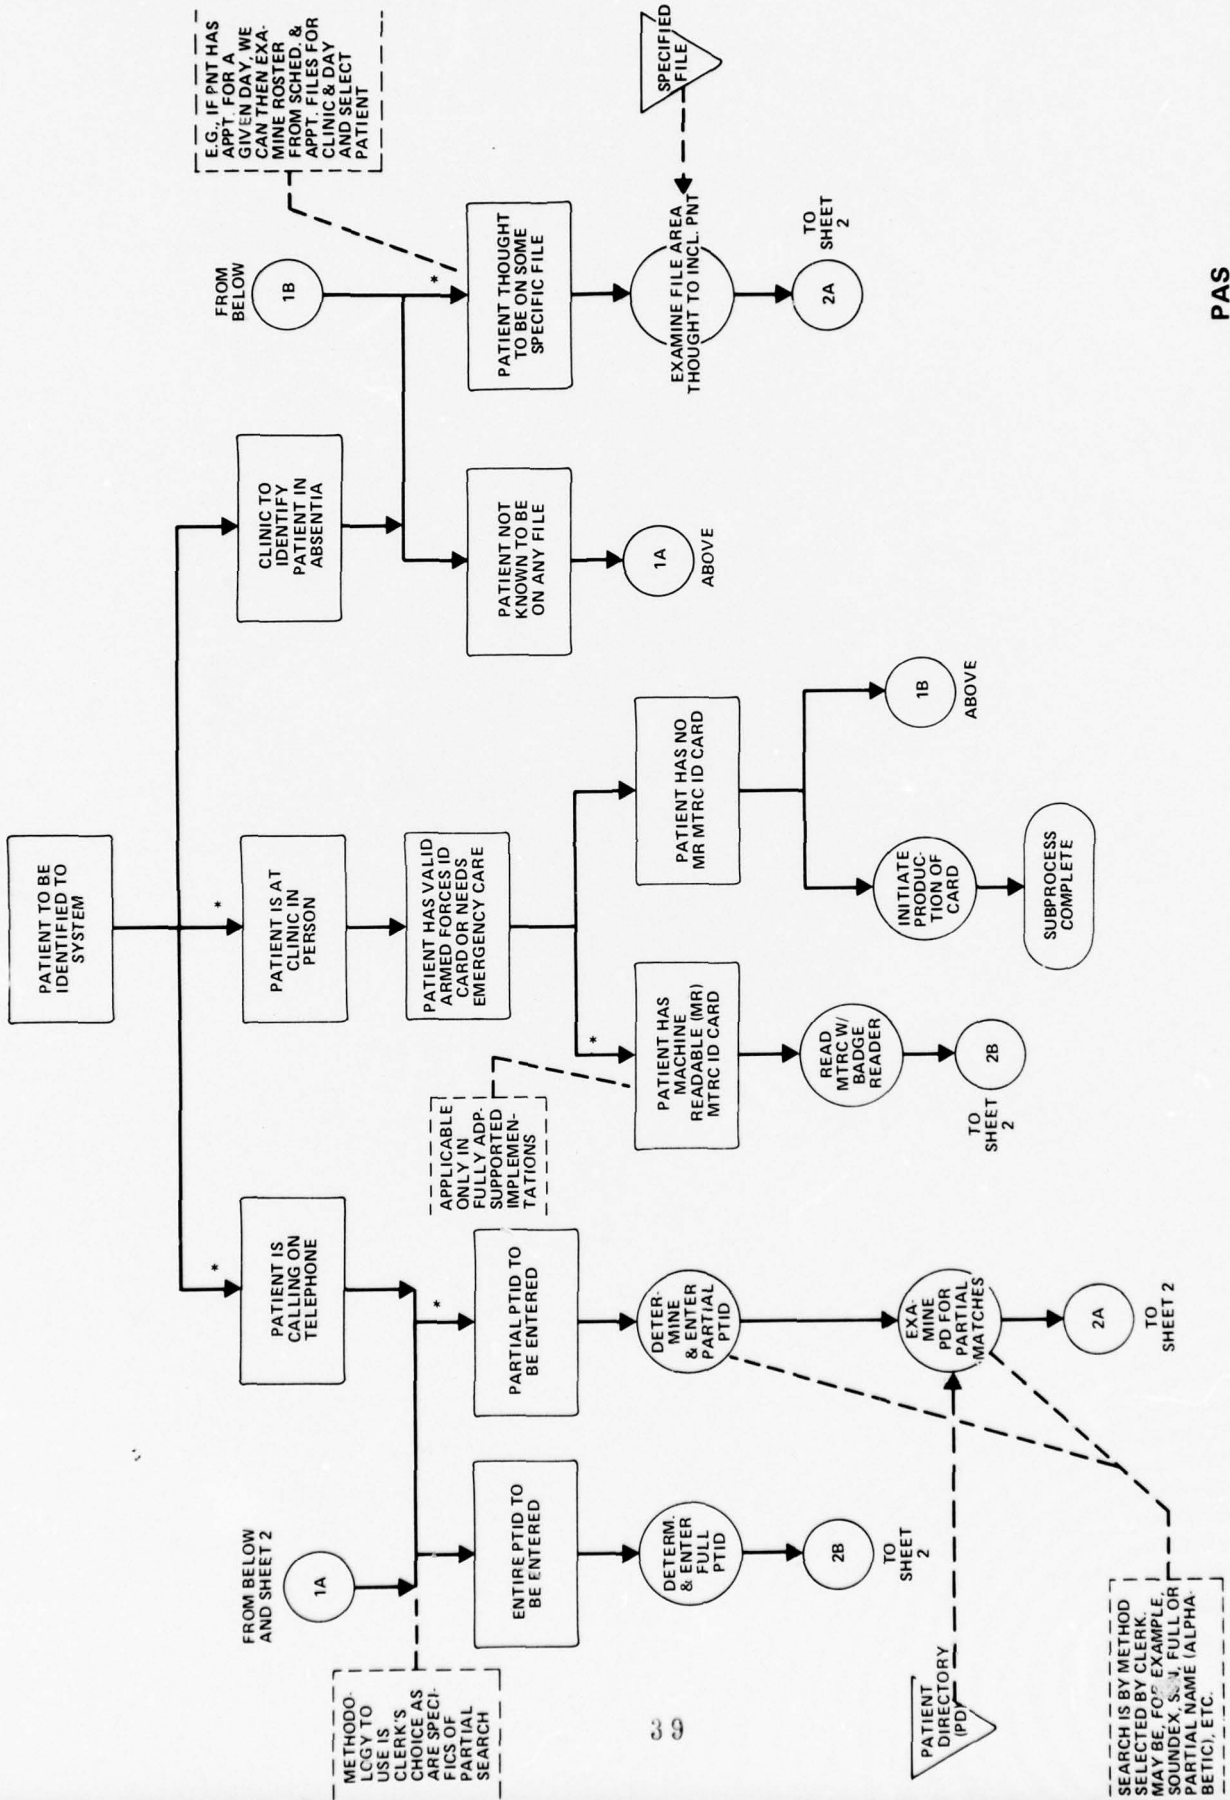 PATIENT TO BE
IDENTIFIED TO
SYSTEM
*
PATIENT IS
CALLING ON
TELEPHONE
*
PATIENT IS AT
CLINIC IN
PERSON
CLINIC TO
IDENTIFY
PATIENT IN
ABSENTIA
FROM
BELOW
1B
E.G., IF PNT HAS
APPT. FOR A
GIVEN DAY, WE
CAN THEN EXA-
MINE ROSTER
FROM SCHED. &
APPT. FILES FOR
CLINIC & DAY
AND SELECT
PATIENT
FROM BELOW
AND SHEET 2
1A
METHODO-
LOGY TO
USE IS
CLERK'S
CHOICE AS
ARE SPECI-
FICS OF
PARTIAL
SEARCH
ENTIRE PTID TO
BE ENTERED
DETERM.
& ENTER
FULL
PTID
2B
TO
SHEET
2
*
PARTIAL PTID TO
BE ENTERED
DETER-
MINE
& ENTER
PARTIAL
PTID
EXA-
MINE
PD FOR
PARTIAL
MATCHES
2A
TO
SHEET 2
PATIENT
DIRECTORY
(PD)
SEARCH IS BY METHOD
SELECTED BY CLERK.
MAY BE, FOR EXAMPLE,
SOUNDEX, SSN, FULL OR
PARTIAL NAME (ALPHA-
BETIC), ETC.
PATIENT HAS VALID
ARMED FORCES ID
CARD OR NEEDS
EMERGENCY CARE
APPLICABLE
ONLY IN
FULLY ADP-
SUPPORTED
IMPLEMEN-
TATIONS
*
PATIENT HAS
MACHINE
READABLE (MR)
MTRC ID CARD
READ
MTRC W/
BADGE
READER
2B
TO
SHEET
2
PATIENT HAS NO
MR MTRC ID CARD
INITIATE
PRODUC-
TION OF
CARD
SUBPROCESS
COMPLETE
1B
ABOVE
PATIENT NOT
KNOWN TO BE
ON ANY FILE
1A
ABOVE
*
PATIENT THOUGHT
TO BE ON SOME
SPECIFIC FILE
EXAMINE FILE AREA
THOUGHT TO INCL. PNT
SPECIFIED
FILE
2A
TO
SHEET
2
PAS
39